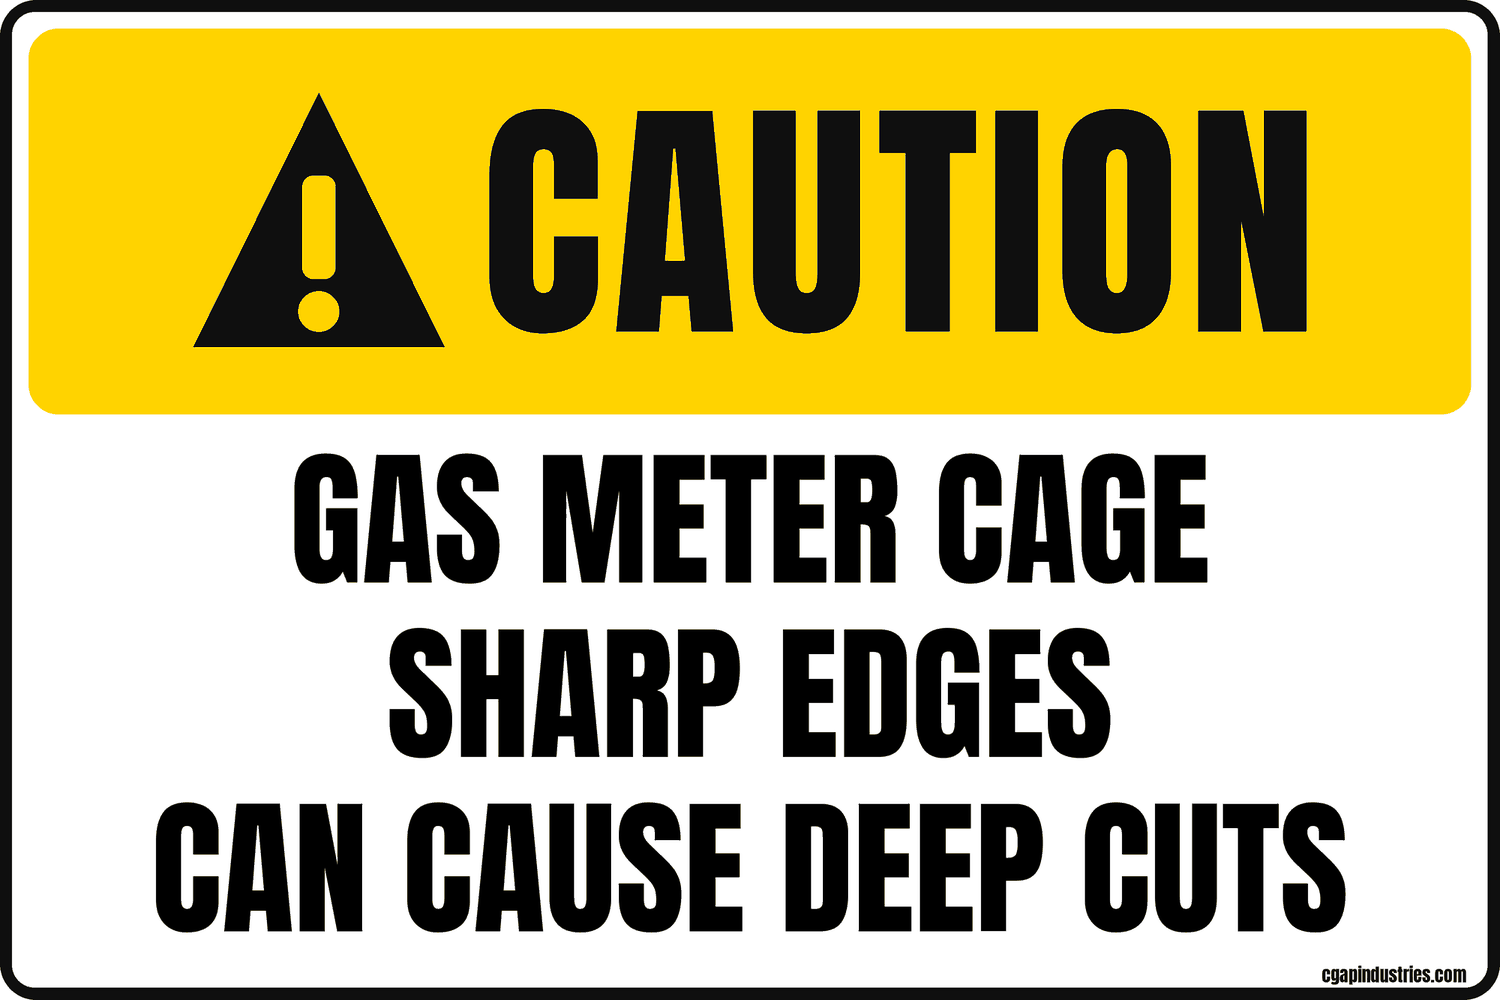 CAUTION
GAS METER CAGE
SHARP EDGES
CAN CAUSE DEEP CUTS
cgapindustries.com